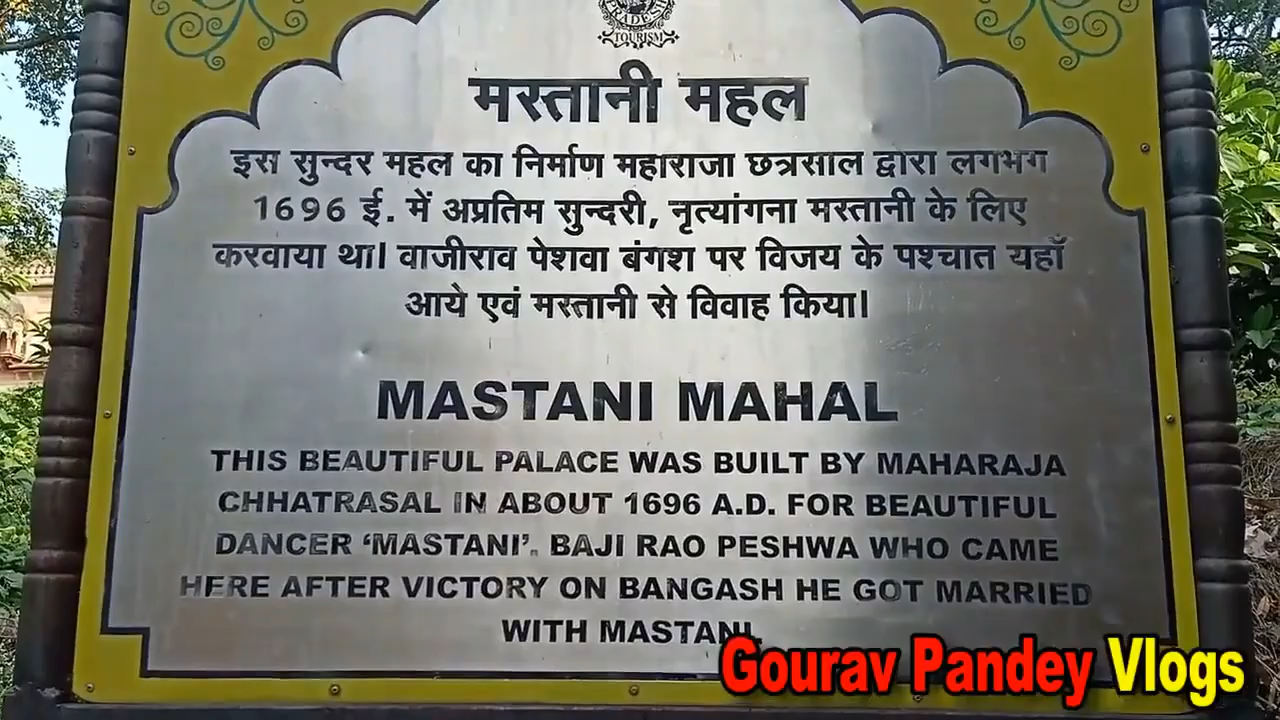 PRADESH
TOURISM
मस्तानी महल
इस सुन्दर महल का निर्माण महाराजा छत्रसाल द्वारा लगभग
1696 ई. में अप्रतिम सुन्दरी, नृत्यांगना मस्तानी के लिए
करवाया था। वाजीराव पेशवा बंगश पर विजय के पश्चात यहाँ
आये एवं मस्तानी से विवाह किया।
MASTANI MAHAL
THIS BEAUTIFUL PALACE WAS BUILT BY MAHARAJA
CHHATRASAL IN ABOUT 1696 A.D. FOR BEAUTIFUL
DANCER ‘MASTANI’. BAJI RAO PESHWA WHO CAME
HERE AFTER VICTORY ON BANGASH HE GOT MARRIED
WITH MASTANI.
Gourav Pandey Vlogs